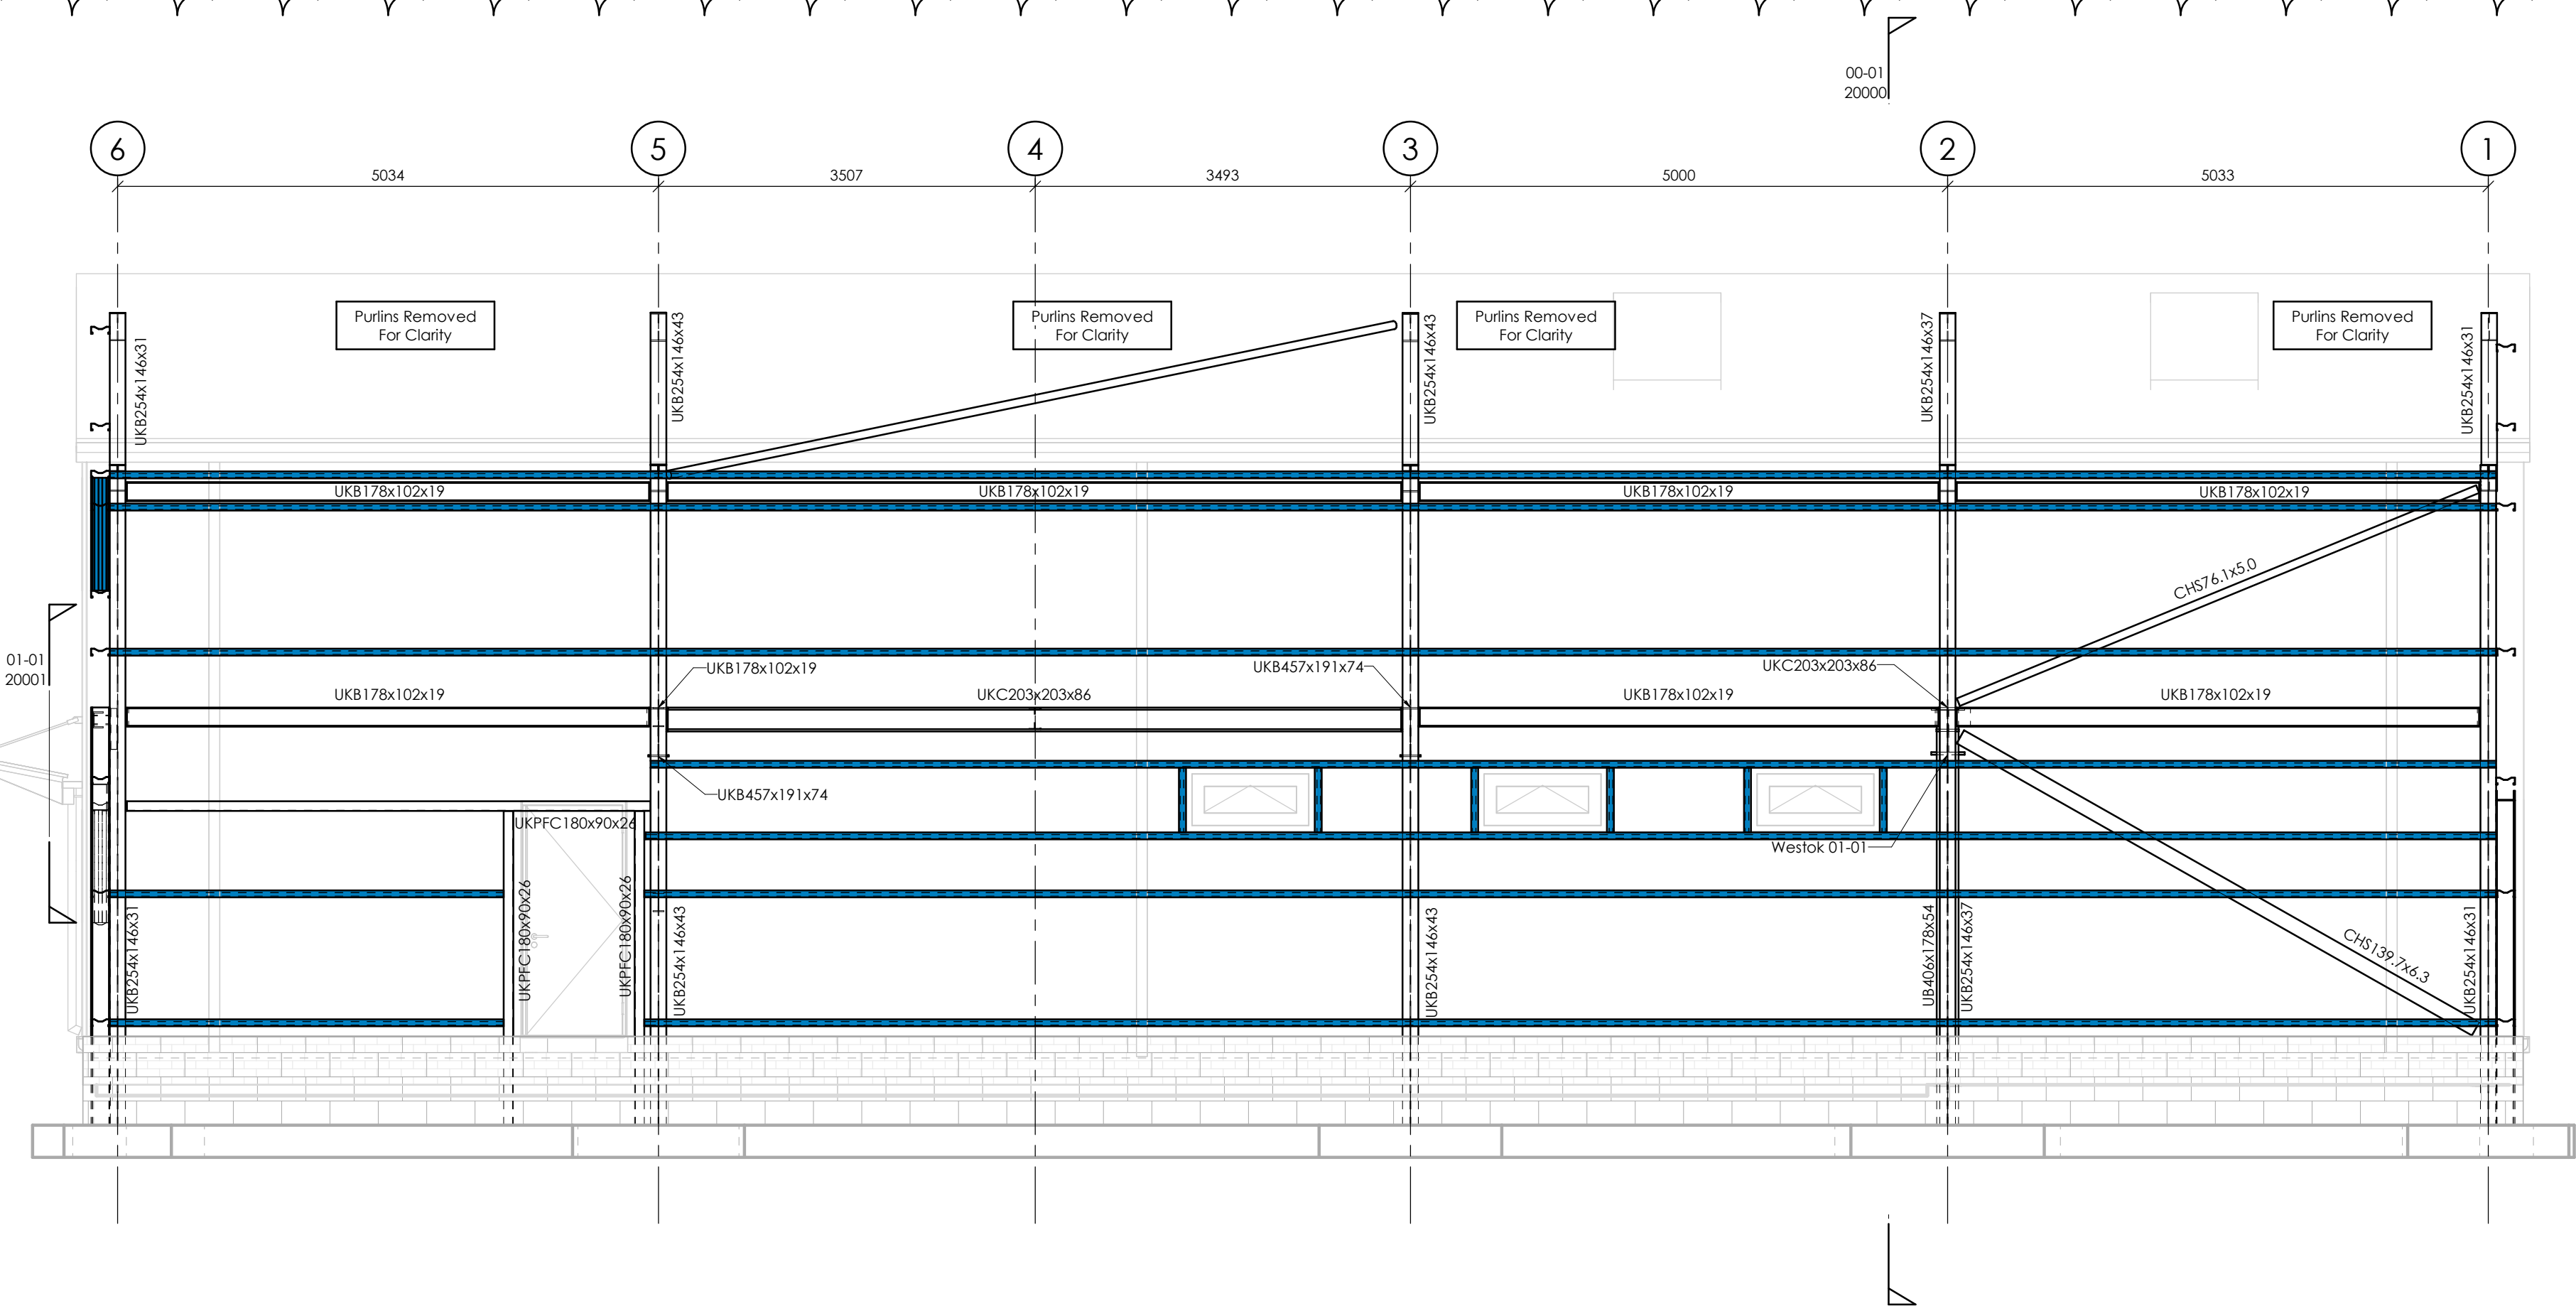 00-01
20000
6
5
4
3
2
1
5034
3507
3493
5000
5033
Purlins Removed
For Clarity
Purlins Removed
For Clarity
Purlins Removed
For Clarity
Purlins Removed
For Clarity
UKB254x146x31
UKB254x146x43
UKB254x146x43
UKB254x146x37
UKB254x146x31
UKB178x102x19
UKB178x102x19
UKB178x102x19
UKB178x102x19
CHS76.1x5.0
01-01
20001
UKB178x102x19
UKB457x191x74
UKC203x203x86
UKB178x102x19
UKC203x203x86
UKB178x102x19
UKB178x102x19
UKB457x191x74
UKPFC180x90x26
Westok 01-01
UKB254x146x31
UKPFC180x90x26
UKPFC180x90x26
UKB254x146x43
UKB254x146x43
UB406x178x54
UKB254x146x37
CHS139.7x6.3
UKB254x146x31